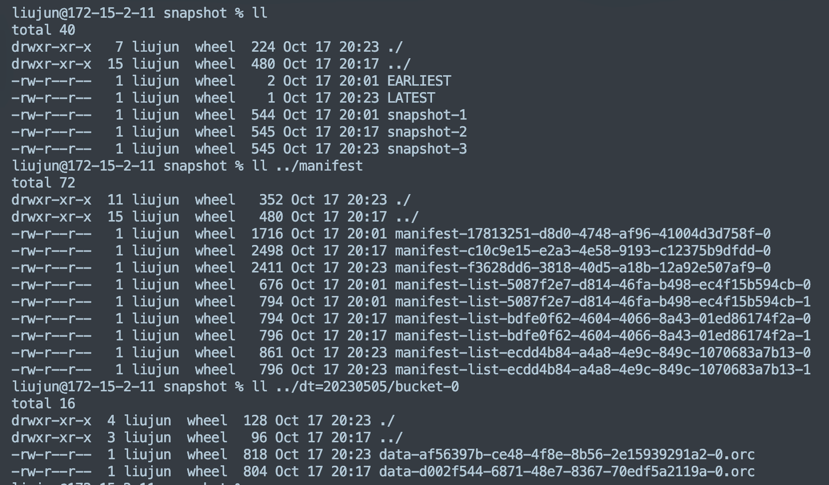 liujun@172-15-2-11 snapshot % ll
total 40
drwxr-xr-x   7 liujun  wheel  224 Oct 17 20:23 ./
drwxr-xr-x  15 liujun  wheel  480 Oct 17 20:17 ../
-rw-r--r--   1 liujun  wheel    2 Oct 17 20:01 EARLIEST
-rw-r--r--   1 liujun  wheel    1 Oct 17 20:23 LATEST
-rw-r--r--   1 liujun  wheel  544 Oct 17 20:01 snapshot-1
-rw-r--r--   1 liujun  wheel  545 Oct 17 20:17 snapshot-2
-rw-r--r--   1 liujun  wheel  545 Oct 17 20:23 snapshot-3
liujun@172-15-2-11 snapshot % ll ../manifest
total 72
drwxr-xr-x  11 liujun  wheel   352 Oct 17 20:23 ./
drwxr-xr-x  15 liujun  wheel   480 Oct 17 20:17 ../
-rw-r--r--   1 liujun  wheel  1716 Oct 17 20:01 manifest-17813251-d8d0-4748-af96-41004d3d758f-0
-rw-r--r--   1 liujun  wheel  2498 Oct 17 20:17 manifest-c10c9e15-e2a3-4e58-9193-c12375b9dfdd-0
-rw-r--r--   1 liujun  wheel  2411 Oct 17 20:23 manifest-f3628dd6-3818-40d5-a18b-12a92e507af9-0
-rw-r--r--   1 liujun  wheel   676 Oct 17 20:01 manifest-list-5087f2e7-d814-46fa-b498-ec4f15b594cb-0
-rw-r--r--   1 liujun  wheel   794 Oct 17 20:01 manifest-list-5087f2e7-d814-46fa-b498-ec4f15b594cb-1
-rw-r--r--   1 liujun  wheel   794 Oct 17 20:17 manifest-list-bdfe0f62-4604-4066-8a43-01ed86174f2a-0
-rw-r--r--   1 liujun  wheel   796 Oct 17 20:17 manifest-list-bdfe0f62-4604-4066-8a43-01ed86174f2a-1
-rw-r--r--   1 liujun  wheel   861 Oct 17 20:23 manifest-list-ecdd4b84-a4a8-4e9c-849c-1070683a7b13-0
-rw-r--r--   1 liujun  wheel   796 Oct 17 20:23 manifest-list-ecdd4b84-a4a8-4e9c-849c-1070683a7b13-1
liujun@172-15-2-11 snapshot % ll ../dt=20230505/bucket-0
total 16
drwxr-xr-x  4 liujun  wheel  128 Oct 17 20:23 ./
drwxr-xr-x  3 liujun  wheel   96 Oct 17 20:17 ../
-rw-r--r--  1 liujun  wheel  818 Oct 17 20:23 data-af56397b-ce48-4f8e-8b56-2e15939291a2-0.orc
-rw-r--r--  1 liujun  wheel  804 Oct 17 20:17 data-d002f544-6871-48e7-8367-70edf5a2119a-0.orc